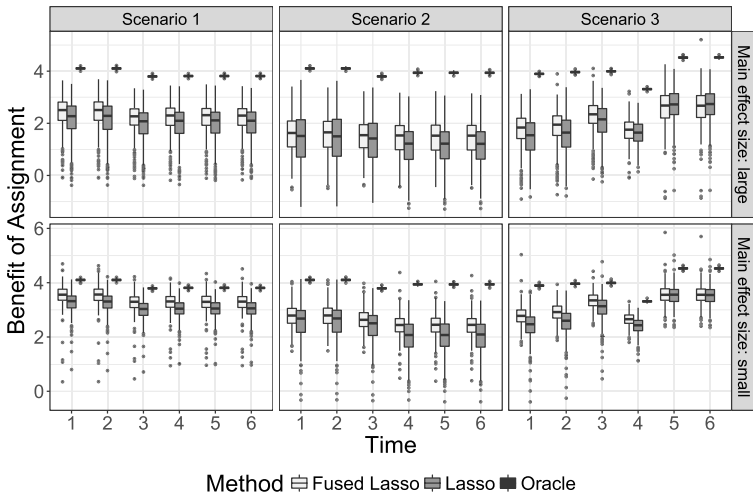 Scenario 1 Scenario 2 Scenario 3
Benefit of Assignment
4
2
0
Main effect size: large
6
4
2
0
Main effect size: small
1 2 3 4 5 6 1 2 3 4 5 6 1 2 3 4 5 6
Time
Method Fused Lasso Lasso Oracle